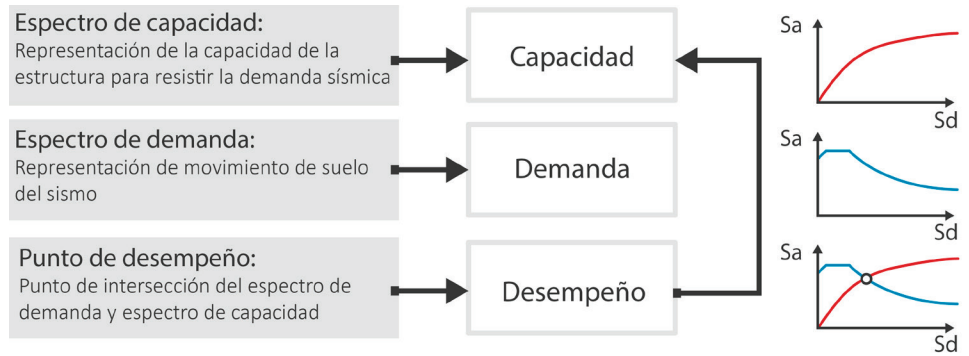 Espectro de capacidad:
Representación de la capacidad de la
estructura para resistir la demanda sísmica
Capacidad
Sa
Sd
Espectro de demanda:
Representación de movimiento de suelo
del sismo
Demanda
Sa
Sd
Punto de desempeño:
Punto de intersección del espectro de
demanda y espectro de capacidad
Desempeño
Sa
Sd